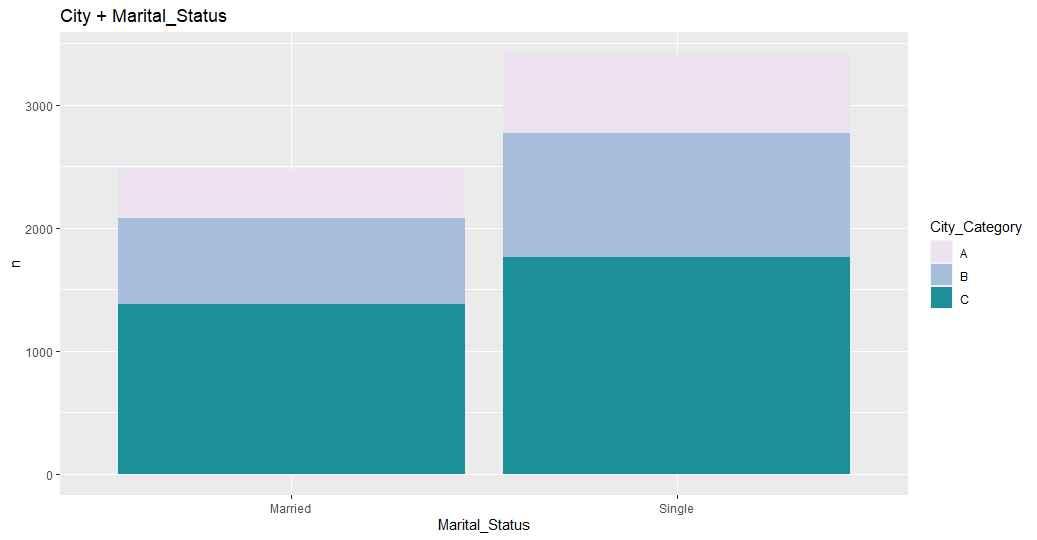 City + Marital_Status
3000
2000
1000
0
n
Married
Single
Marital_Status
City_Category
A
B
C